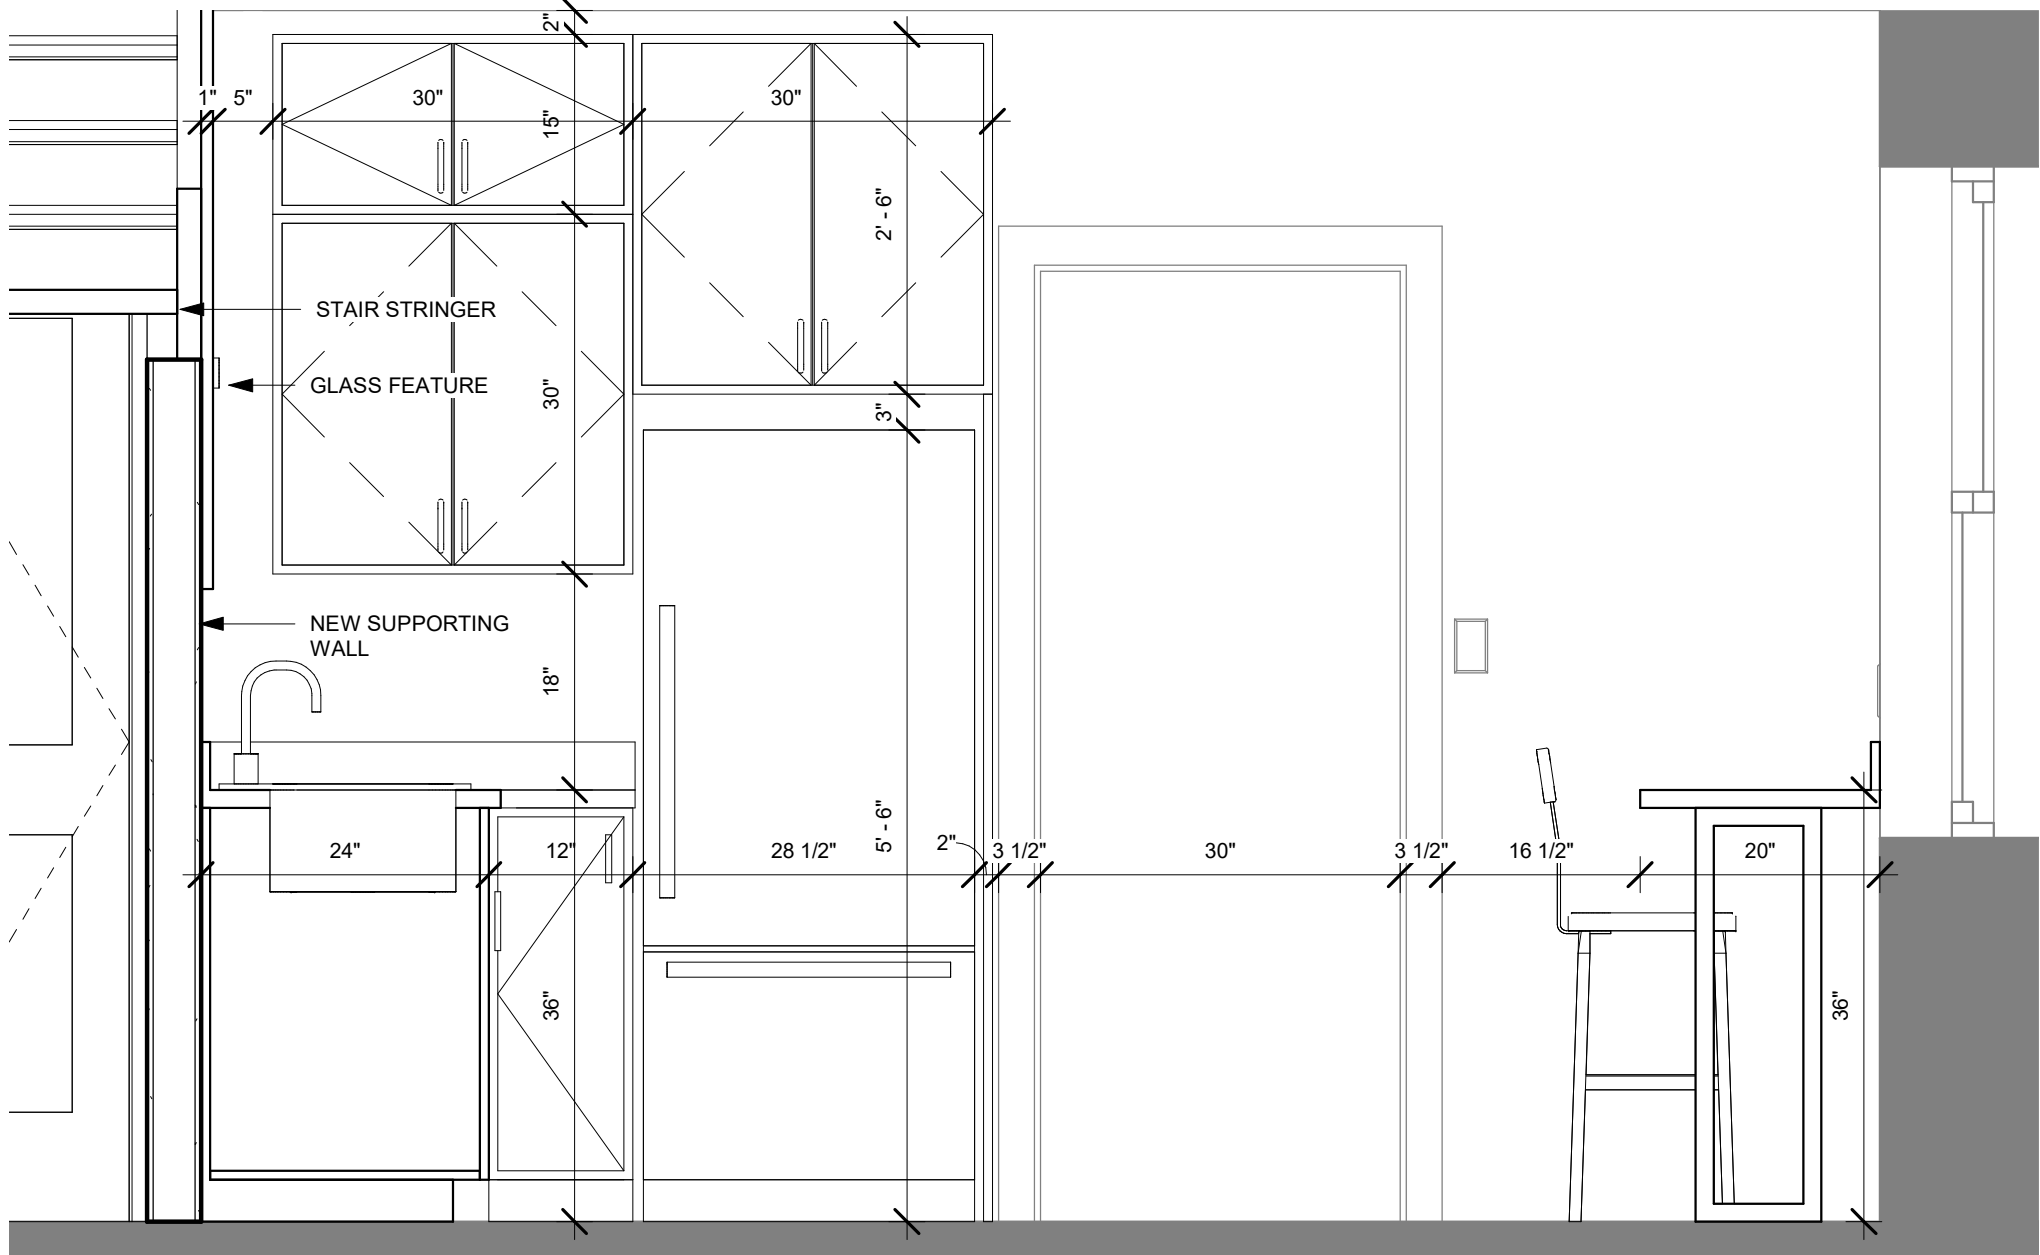 2"
1" 5" 30" 30"
15"
2' - 6"
STAIR STRINGER
GLASS FEATURE
30"
3"
NEW SUPPORTING
WALL
18"
5' - 6"
24" 12" 28 1/2" 2" 3 1/2" 30" 3 1/2" 16 1/2" 20"
36"
36"